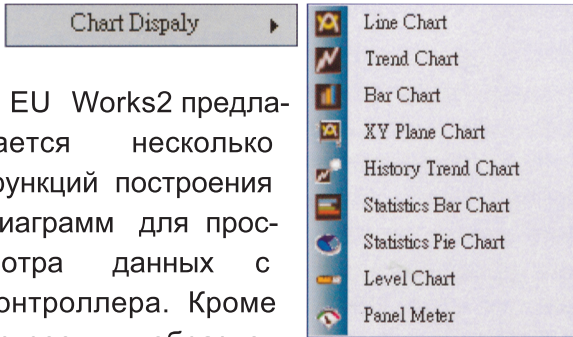 Chart Dispaly
EU Works2 предла-
ается несколько
ункций построения
иаграмм для прос-
отра данных с
онтроллера. Кроме
Line Chart
Trend Chart
Bar Chart
XY Plane Chart
History Trend Chart
Statistics Bar Chart
Statistics Pie Chart
Level Chart
Panel Meter